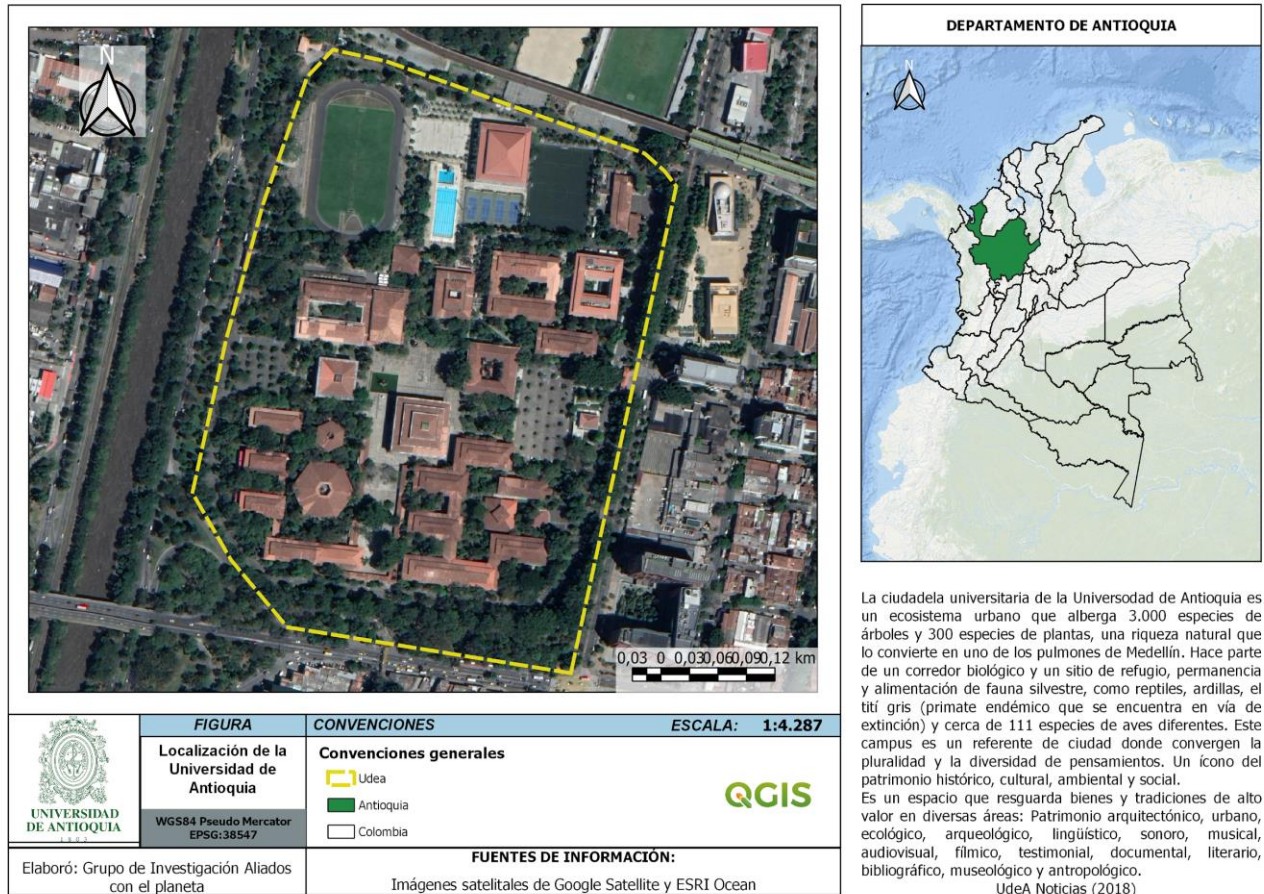 N
0,03 0 0,03 0,06 0,09 0,12 km
DEPARTAMENTO DE ANTIOQUIA
N
La ciudadela universitaria de la Universodad de Antioquia es
un ecosistema urbano que alberga 3.000 especies de
árboles y 300 especies de plantas, una riqueza natural que
lo convierte en uno de los pulmones de Medellín. Hace parte
de un corredor biológico y un sitio de refugio, permanencia
y alimentación de fauna silvestre, como reptiles, ardillas, el
tití gris (primate endémico que se encuentra en vía de
extinción) y cerca de 111 especies de aves diferentes. Este
campus es un referente de ciudad donde convergen la
pluralidad y la diversidad de pensamientos. Un ícono del
patrimonio histórico, cultural, ambiental y social.
Es un espacio que resguarda bienes y tradiciones de alto
valor en diversas áreas: Patrimonio arquitectónico, urbano,
ecológico, arqueológico, lingüístico, sonoro, musical,
audiovisual, fílmico, testimonial, documental, literario,
bibliográfico, museológico y antropológico.
UdeA Noticias (2018)
UNIVERSIDAD
DE ANTIOQUIA
1803
FIGURA
Localización de la
Universidad de
Antioquia
WGS84 Pseudo Mercator
EPSG:38547
CONVENCIONES
ESCALA: 1:4.287
Convenciones generales
Udea
Antioquia
Colombia
QGIS
Elaboró: Grupo de Investigación Aliados
con el planeta
FUENTES DE INFORMACIÓN:
Imágenes satelitales de Google Satellite y ESRI Ocean